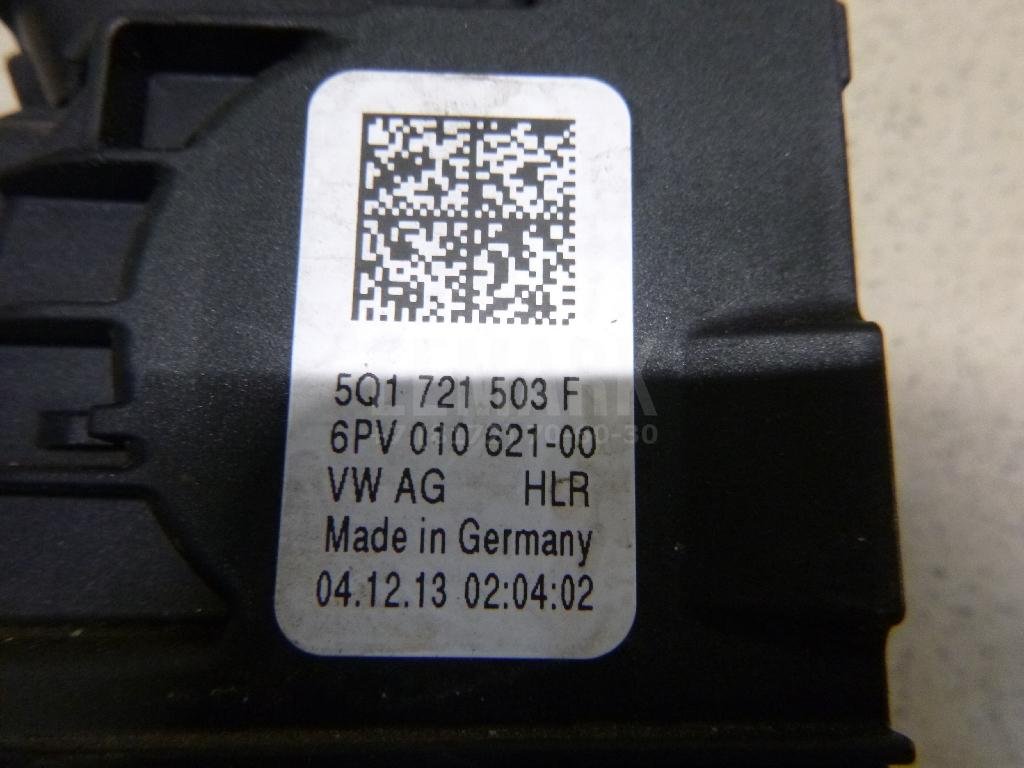 5Q1 721 503 F
6PV 010 621-00
VW AG HLR
Made in Germany
04.12.13 02:04:02